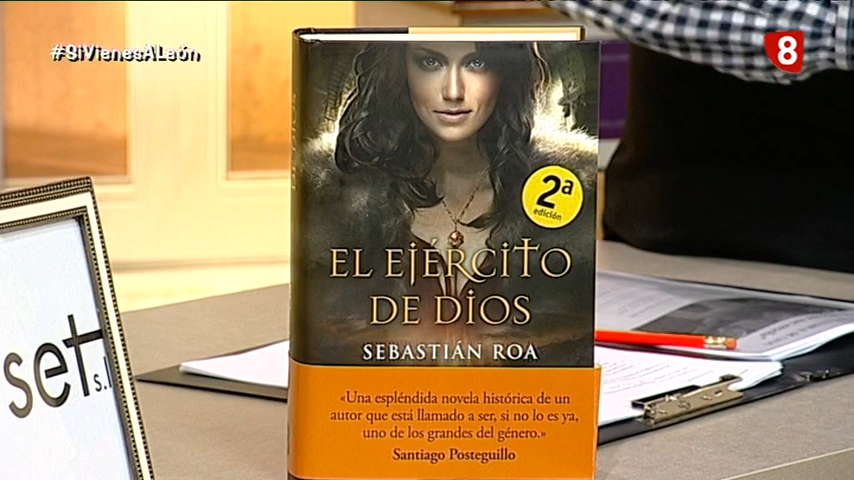 #SiVienesALeón
8
2ª
edición
EL EJÉRCITO
DE DIOS
SEBASTIÁN ROA
«Una espléndida novela histórica de un
autor que está llamado a ser, si no lo es ya,
uno de los grandes del género.»
Santiago Posteguillo
set
s.l